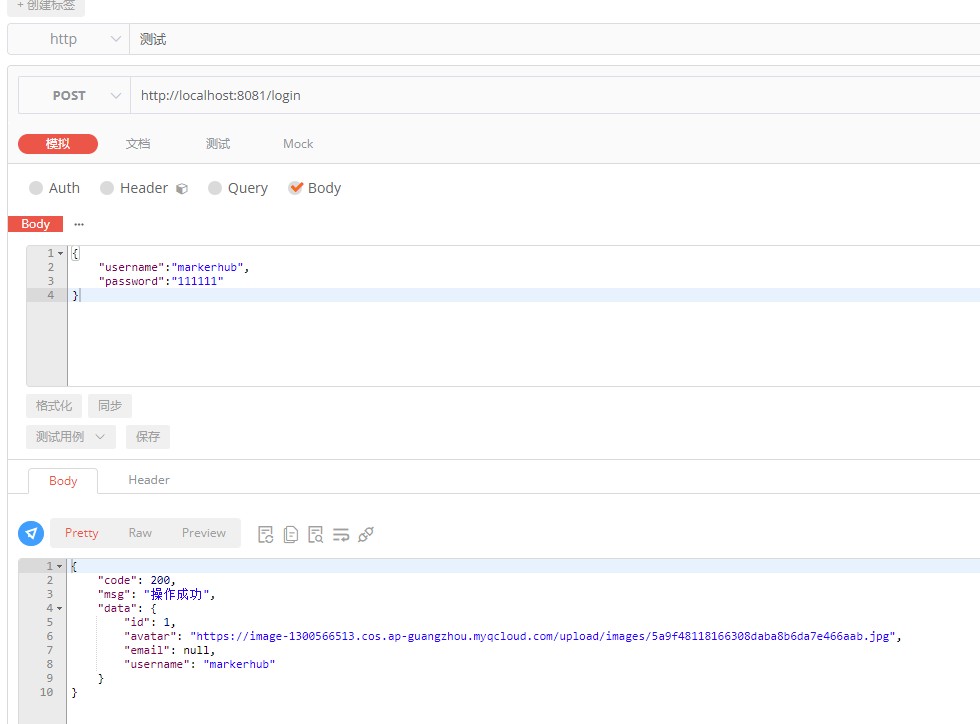 + 创建标签
http 测试
POST http://localhost:8081/login
模拟 文档 测试 Mock
Auth Header Query Body
Body ...
1 {
2 "username":"markerhub",
3 "password":"111111"
4 }
格式化 同步
测试用例 保存
Body Header
Pretty Raw Preview
1 {
2 "code": 200,
3 "msg": "操作成功",
4 "data": {
5 "id": 1,
6 "avatar": "https://image-1300566513.cos.ap-guangzhou.myqcloud.com/upload/images/5a9f48118166308daba8b6da7e466aab.jpg",
7 "email": null,
8 "username": "markerhub"
9 }
10 }